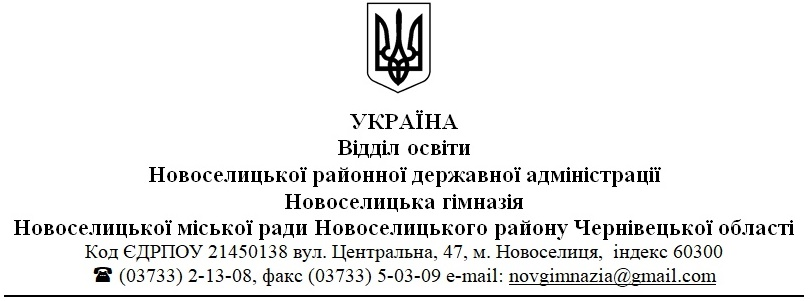 УКРАЇНА
Відділ освіти
Новоселицької районної державної адміністрації
Новоселицька гімназія
Новоселицької міської ради Новоселицького району Чернівецької області
Код ЄДРПОУ 21450138 вул. Центральна, 47, м. Новоселиця, індекс 60300
☎ (03733) 2-13-08, факс (03733) 5-03-09 e-mail: novgimnazia@gmail.com